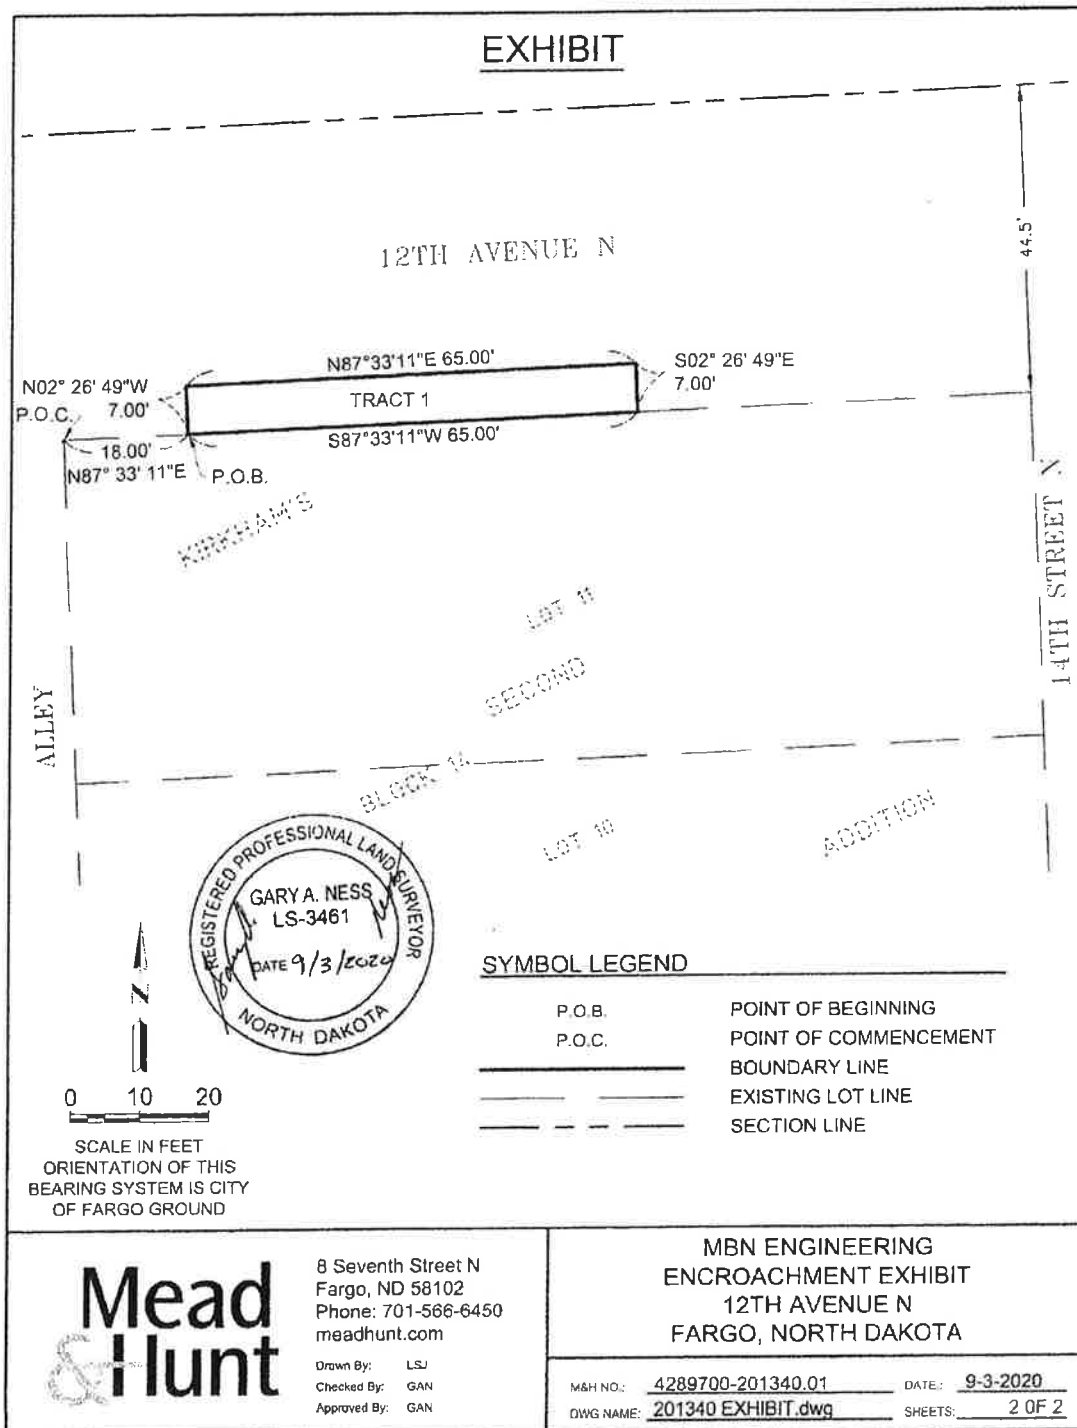 EXHIBIT
12TH AVENUE N
44.5'
N87°33'11"E 65.00'
S02° 26' 49"E
7.00'
N02° 26' 49"W
7.00'
P.O.C.
TRACT 1
S87°33'11"W 65.00'
18.00'
N87° 33' 11"E
P.O.B.
KIRKHAM'S
LOT 11
SECOND
14TH STREET N
ALLEY
BLOCK 14
LOT 10
ADDITION
REGISTERED PROFESSIONAL LAND SURVEYOR
GARY A. NESS
LS-3461
DATE 9/3/2020
NORTH DAKOTA
N
0 10 20
SCALE IN FEET
ORIENTATION OF THIS
BEARING SYSTEM IS CITY
OF FARGO GROUND
SYMBOL LEGEND
P.O.B. POINT OF BEGINNING
P.O.C. POINT OF COMMENCEMENT
BOUNDARY LINE
EXISTING LOT LINE
SECTION LINE
Mead
& Hunt
8 Seventh Street N
Fargo, ND 58102
Phone: 701-566-6450
meadhunt.com
Drawn By: LSJ
Checked By: GAN
Approved By: GAN
MBN ENGINEERING
ENCROACHMENT EXHIBIT
12TH AVENUE N
FARGO, NORTH DAKOTA
M&H NO.: 4289700-201340.01 DATE: 9-3-2020
DWG NAME: 201340 EXHIBIT.dwg SHEETS: 2 OF 2